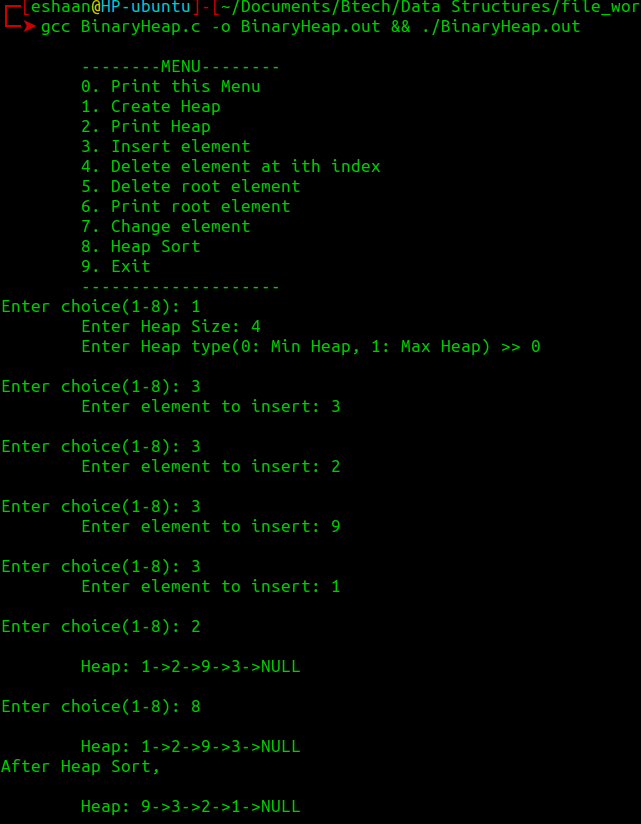 [eshaan@HP-ubuntu]-[~/Documents/Btech/Data Structures/file_wor
gcc BinaryHeap.c -o BinaryHeap.out && ./BinaryHeap.out
--------MENU--------
0. Print this Menu
1. Create Heap
2. Print Heap
3. Insert element
4. Delete element at ith index
5. Delete root element
6. Print root element
7. Change element
8. Heap Sort
9. Exit
--------------------
Enter choice(1-8): 1
Enter Heap Size: 4
Enter Heap type(0: Min Heap, 1: Max Heap) >> 0
Enter choice(1-8): 3
Enter element to insert: 3
Enter choice(1-8): 3
Enter element to insert: 2
Enter choice(1-8): 3
Enter element to insert: 9
Enter choice(1-8): 3
Enter element to insert: 1
Enter choice(1-8): 2
Heap: 1->2->9->3->NULL
Enter choice(1-8): 8
Heap: 1->2->9->3->NULL
After Heap Sort,
Heap: 9->3->2->1->NULL